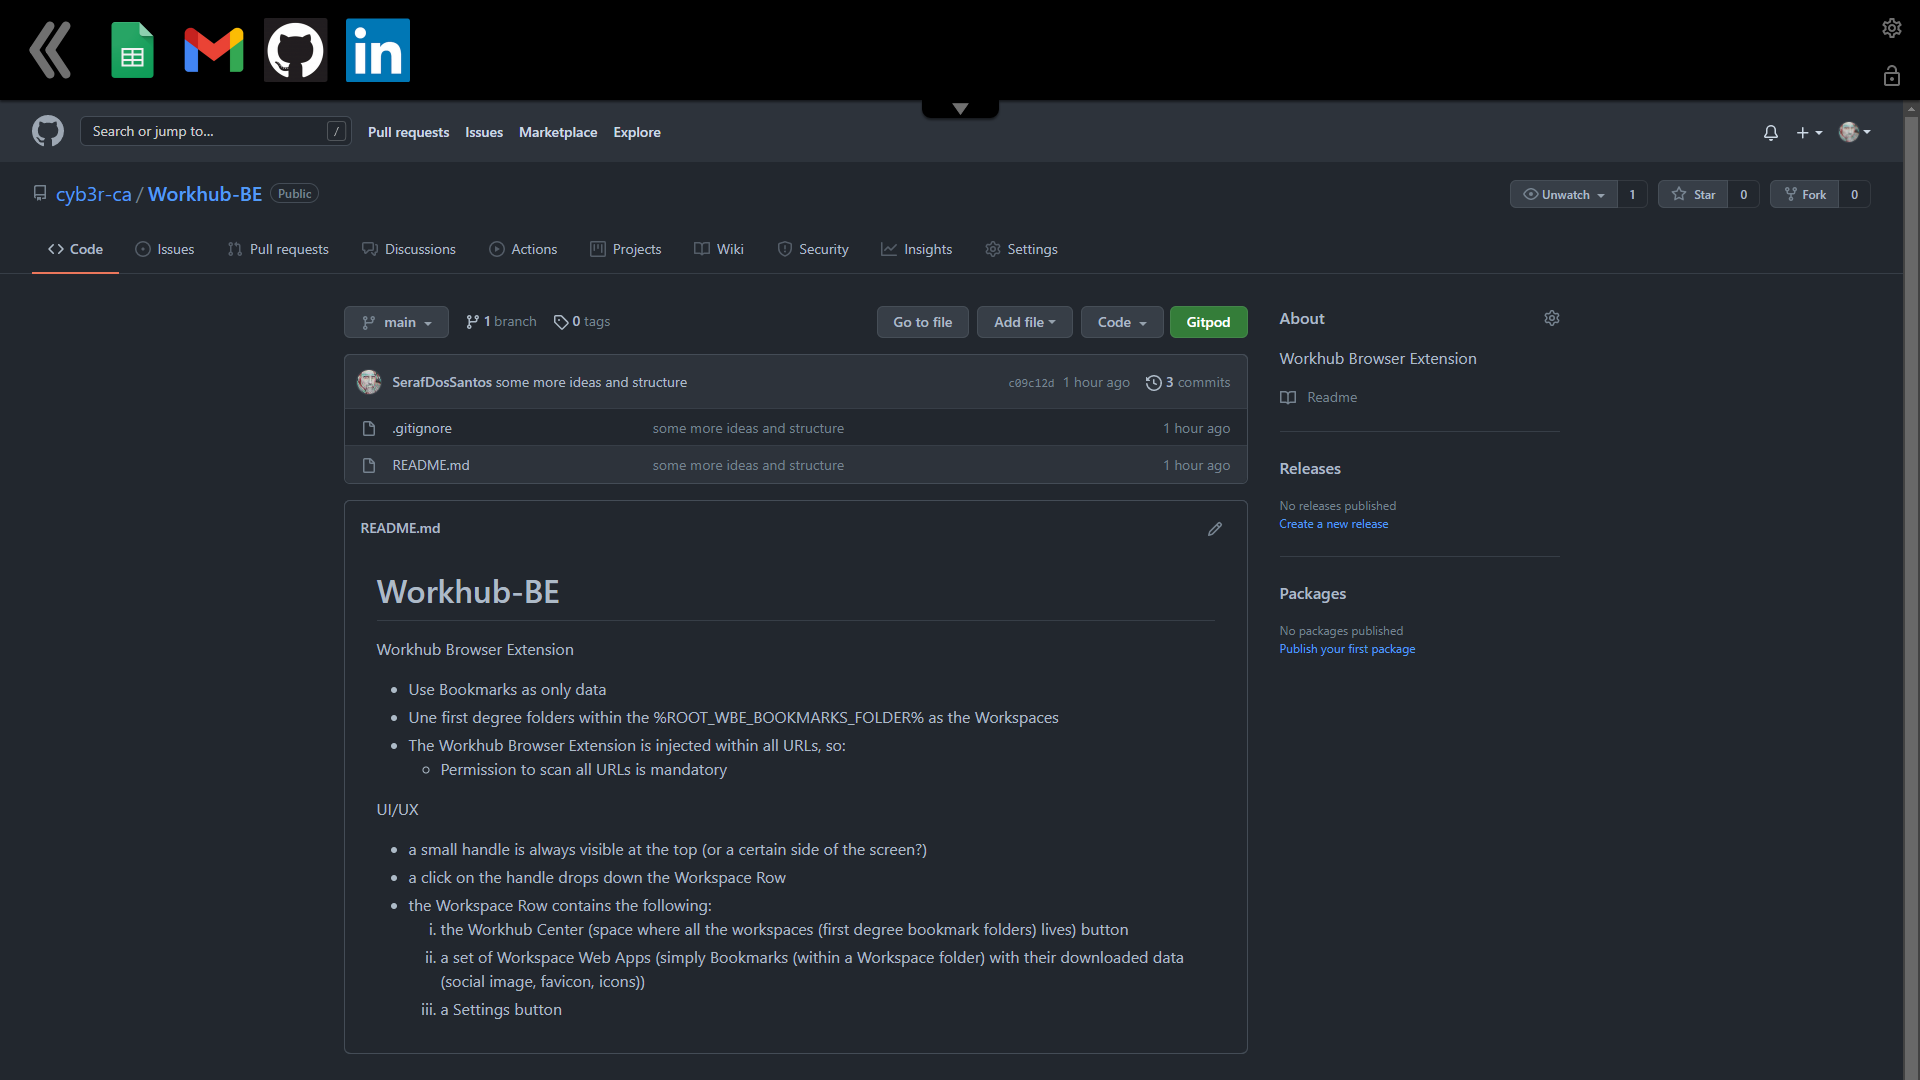 in
Search or jump to... /
Pull requests Issues Marketplace Explore
cyb3r-ca / Workhub-BE Public
Unwatch 1 Star 0 Fork 0
Code Issues Pull requests Discussions Actions Projects Wiki Security Insights Settings
main 1 branch 0 tags Go to file Add file Code Gitpod
SerafDosSantos some more ideas and structure c09c12d 1 hour ago 3 commits
.gitignore some more ideas and structure 1 hour ago
README.md some more ideas and structure 1 hour ago
README.md
Workhub-BE
Workhub Browser Extension
• Use Bookmarks as only data
• Une first degree folders within the %ROOT_WBE_BOOKMARKS_FOLDER% as the Workspaces
• The Workhub Browser Extension is injected within all URLs, so:
◦ Permission to scan all URLs is mandatory
UI/UX
• a small handle is always visible at the top (or a certain side of the screen?)
• a click on the handle drops down the Workspace Row
• the Workspace Row contains the following:
i. the Workhub Center (space where all the workspaces (first degree bookmark folders) lives) button
ii. a set of Workspace Web Apps (simply Bookmarks (within a Workspace folder) with their downloaded data
(social image, favicon, icons))
iii. a Settings button
About
Workhub Browser Extension
Readme
Releases
No releases published
Create a new release
Packages
No packages published
Publish your first package